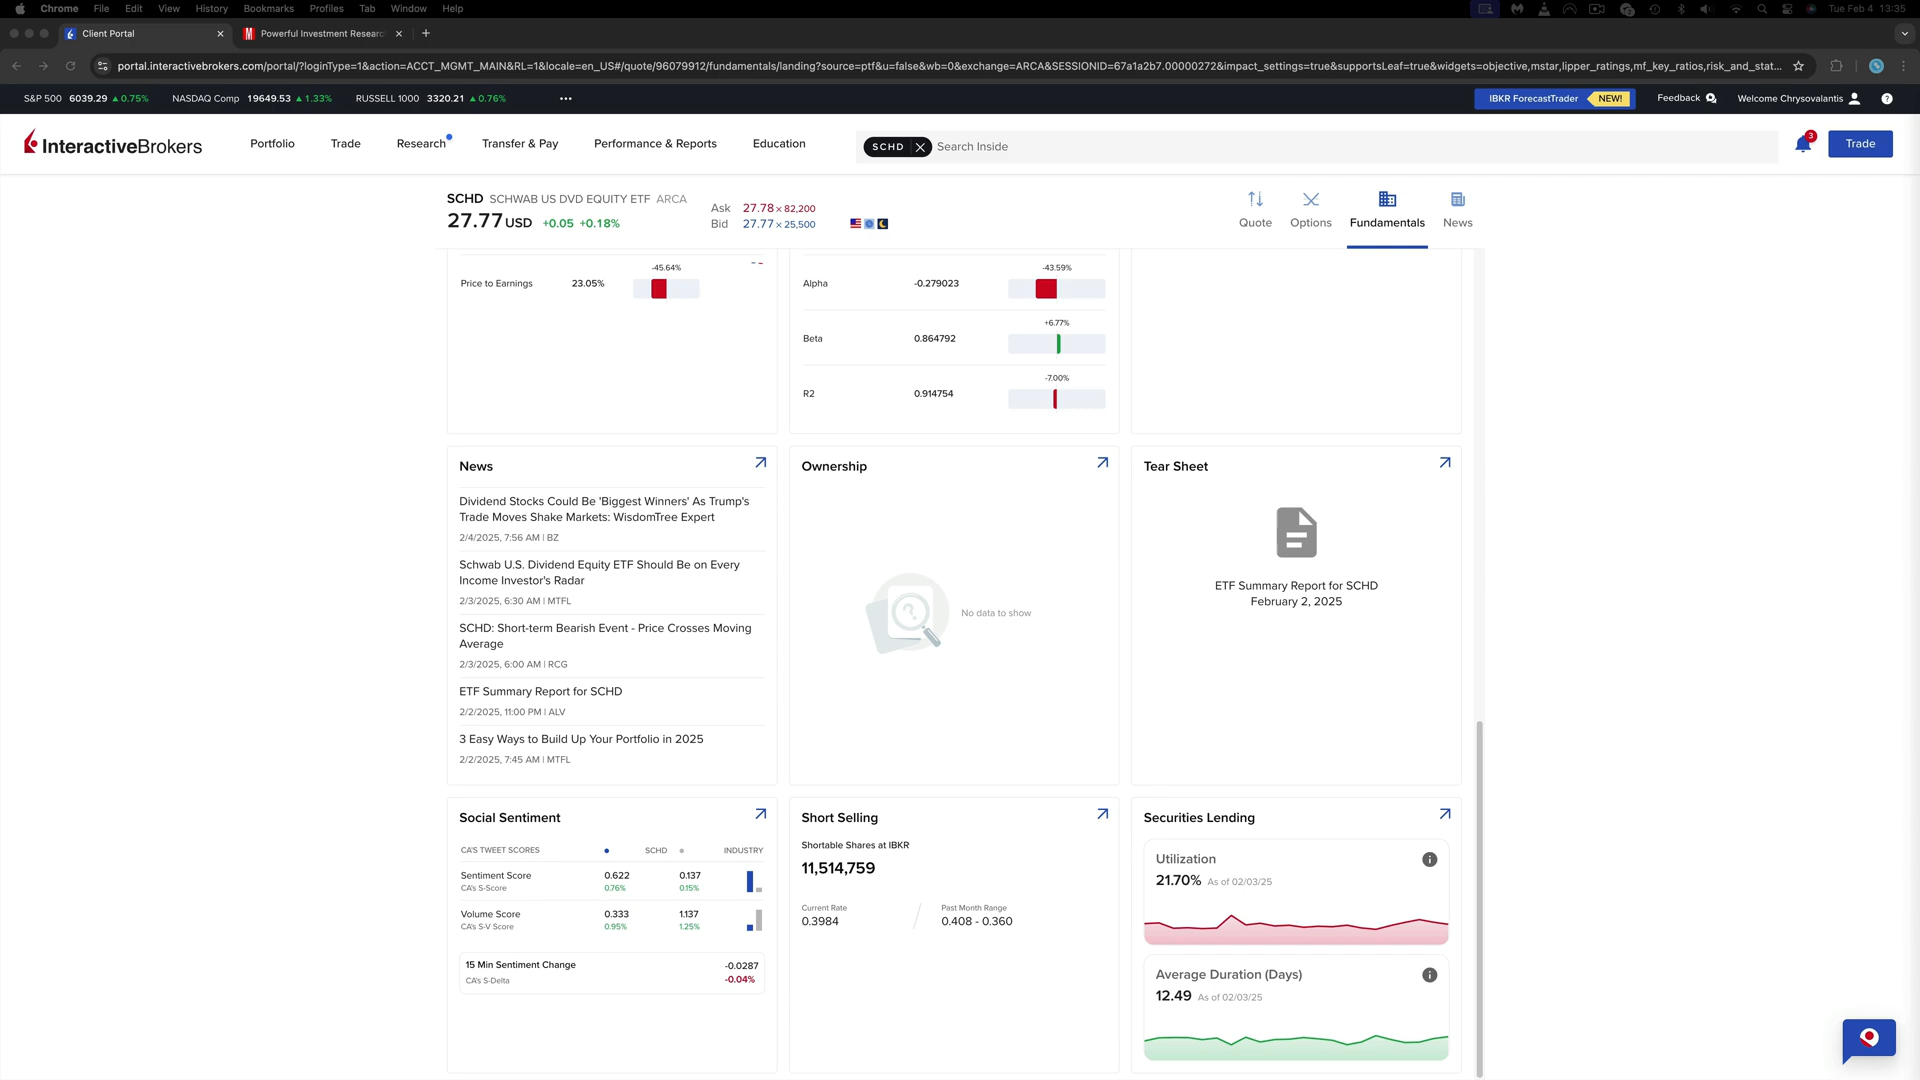 Chrome File Edit View History Bookmarks Profiles Tab Window Help Tue Feb 4 13:35
Client Portal
Powerful Investment Researc
portal.interactivebrokers.com/portal/?loginType=1&action=ACCT_MGMT_MAIN&RL=1&locale=en_US#/quote/96079912/fundamentals/landing?source=ptf&u=false&wb=0&exchange=ARCA&SESSIONID=67a1a2b7.00000272&impact_settings=true&supportsLeaf=true&widgets=objective,mstar,lipper_ratings,mf_key_ratios,risk_and_stat...
S&P 500 6039.29 ▲0.75% NASDAQ Comp 19649.53 ▲1.33% RUSSELL 1000 3320.21 ▲0.76% ••• IBKR ForecastTrader NEW! Feedback Welcome Chrysovalantis ?
InteractiveBrokers Portfolio Trade Research Transfer & Pay Performance & Reports Education SCHD Search Inside 3 Trade
SCHD SCHWAB US DVD EQUITY ETF ARCA
27.77 USD +0.05 +0.18%
Ask 27.78 × 82,200
Bid 27.77 × 25,500
Quote Options Fundamentals News
-45.64%
Price to Earnings 23.05%
-43.59%
Alpha -0.279023
+6.77%
Beta 0.864792
-7.00%
R2 0.914754
News
Dividend Stocks Could Be 'Biggest Winners' As Trump's
Trade Moves Shake Markets: WisdomTree Expert
2/4/2025, 7:56 AM | BZ
Schwab U.S. Dividend Equity ETF Should Be on Every
Income Investor's Radar
2/3/2025, 6:30 AM | MTFL
SCHD: Short-term Bearish Event - Price Crosses Moving
Average
2/3/2025, 6:00 AM | RCG
ETF Summary Report for SCHD
2/2/2025, 11:00 PM | ALV
3 Easy Ways to Build Up Your Portfolio in 2025
2/2/2025, 7:45 AM | MTFL
Ownership
No data to show
Tear Sheet
ETF Summary Report for SCHD
February 2, 2025
Social Sentiment
CA'S TWEET SCORES SCHD INDUSTRY
Sentiment Score 0.622 0.137
CA's S-Score 0.76% 0.15%
Volume Score 0.333 1.137
CA's S-V Score 0.95% 1.25%
15 Min Sentiment Change -0.0287
CA's S-Delta -0.04%
Short Selling
Shortable Shares at IBKR
11,514,759
Current Rate Past Month Range
0.3984 0.408 - 0.360
Securities Lending
Utilization
21.70% As of 02/03/25
Average Duration (Days)
12.49 As of 02/03/25